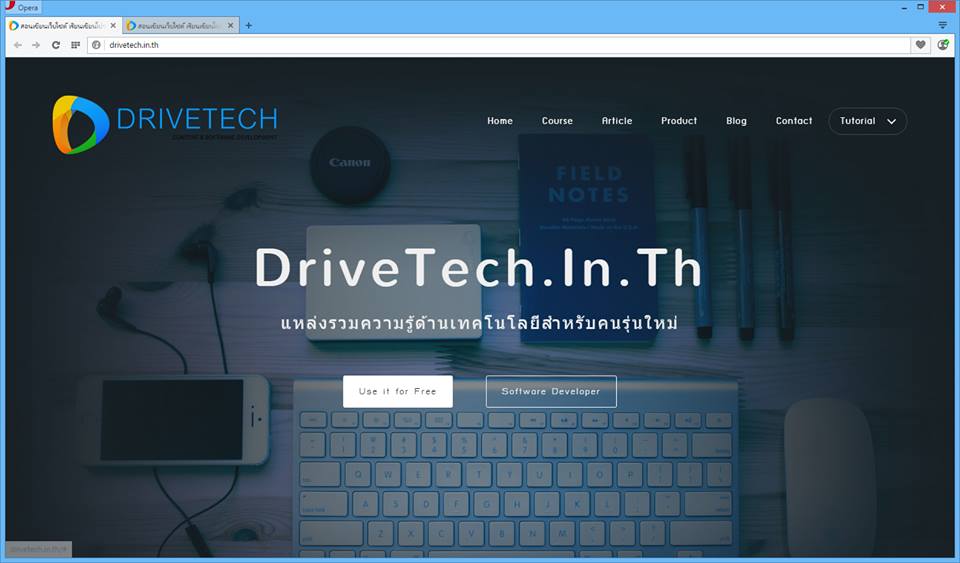 Opera
สอนเขียนเว็บไซต์ เขียนเว็บไซ
สอนเขียนเว็บไซต์ เขียนเว็บไซ
drivetech.in.th
DRIVETECH
Home Course Article Product Blog Contact Tutorial
Canon
FIELD
NOTES
DriveTech.In.Th
แหล่งรวมความรู้ด้านเทคโนโลยีสำหรับคนรุ่นใหม่
Use it for Free Software Developer
Q W E R T Y U I O P
A S D F G H J K L
Z X C V B N M
drivetech.in.th/#